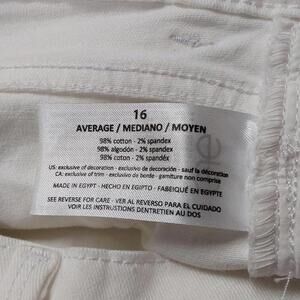 16
AVERAGE / MEDIANO / MOYEN
98% cotton - 2% spandex
98% algodón - 2% spandex
98% coton - 2% spandex
US: exclusive of decoration - exclusivo de decoración - sauf la décoration
CA: exclusive of trim - exclusivo de borde - garniture non comprise
MADE IN EGYPT - HECHO EN EGIPTO - FABRIQUÉ EN EGYPTE
SEE REVERSE FOR CARE - VER AL REVERSO PARA EL CUIDADO
VOIR LES INSTRUCTIONS DENTRETIEN AU DOS